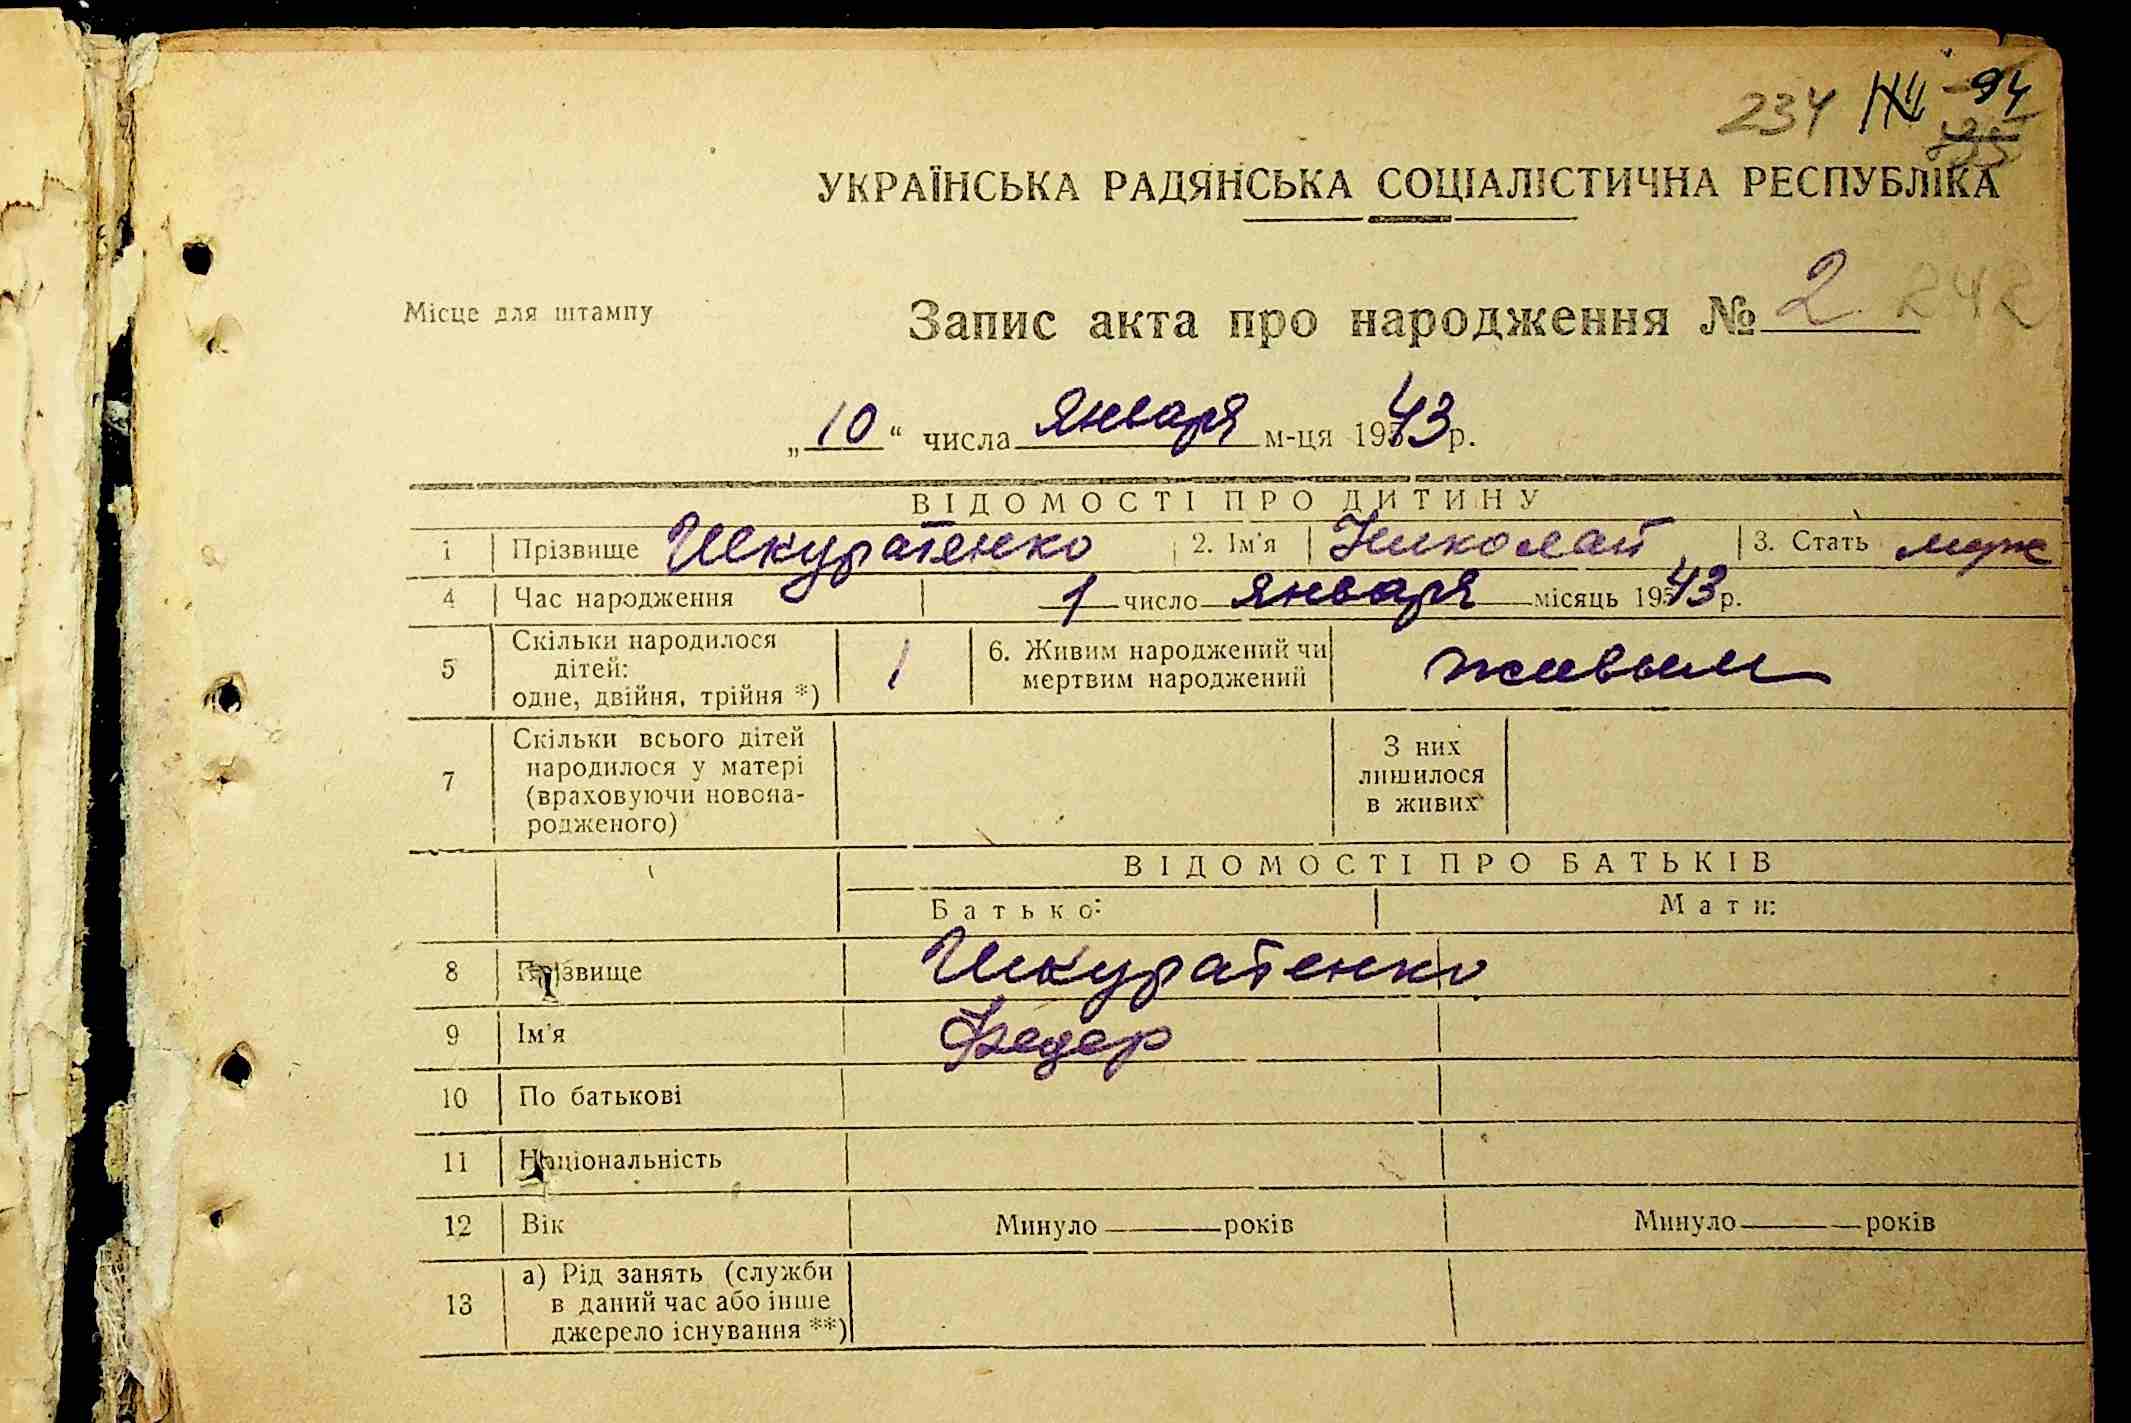 234 94
УКРАЇНСЬКА РАДЯНСЬКА СОЦІАЛІСТИЧНА РЕСПУБЛІКА
Місце для штампу
Запис акта про народження № 2 242
„10“ числа января м-ця 1943 р.
ВІДОМОСТІ ПРО ДИТИНУ
1 Прізвище Шкуратенко 2. Ім'я Николай 3. Стать муж
4 Час народження 1 число января місяць 1943 р.
5 Скільки народилося дітей: одне, двійня, трійня *) 1 6. Живим народжений чи мертвим народжений живым
7 Скільки всього дітей народилося у матері (враховуючи новона-родженого) З них лишилося в живих
ВІДОМОСТІ ПРО БАТЬКІВ
Батько: Мати:
8 Прізвище Шкуратенко
9 Ім'я Федер
10 По батькові
11 Національність
12 Вік Минуло років Минуло років
13 а) Рід занять (служби в даний час або інше джерело існування **)